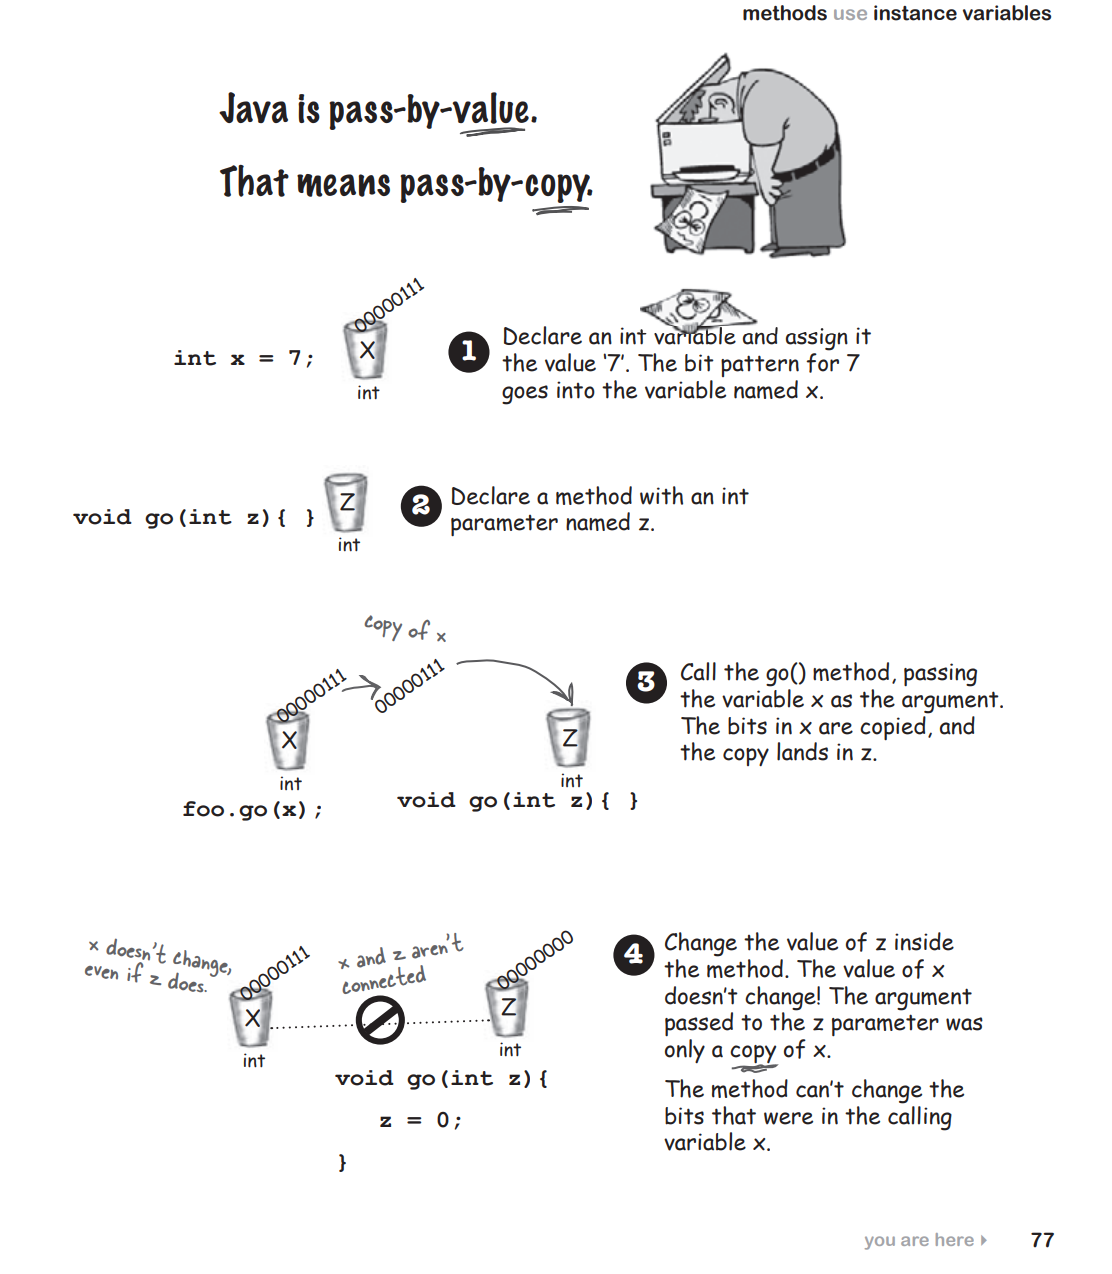 methods use instance variables
Java is pass-by-value.
That means pass-by-copy.
00000111
X
int
int x = 7;
1
Declare an int variable and assign it
the value ‘7’. The bit pattern for 7
goes into the variable named x.
Z
int
void go(int z){ }
2
Declare a method with an int
parameter named z.
copy of x
00000111
00000111
X
int
foo.go(x);
Z
int
void go(int z){ }
3
Call the go() method, passing
the variable x as the argument.
The bits in x are copied, and
the copy lands in z.
x doesn't change,
even if z does.
00000111
X
int
x and z aren't
connected
00000000
Z
int
void go(int z){
z = 0;
}
4
Change the value of z inside
the method. The value of x
doesn’t change! The argument
passed to the z parameter was
only a copy of x.
The method can’t change the
bits that were in the calling
variable x.
you are here
77